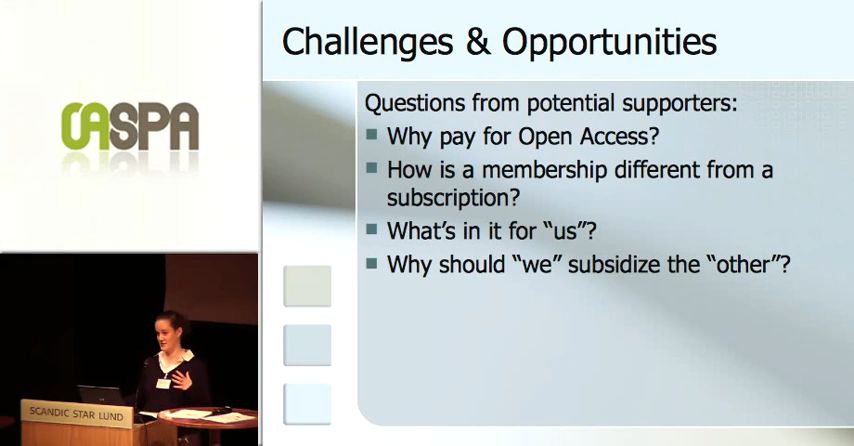 OASPA
Challenges & Opportunities
Questions from potential supporters:
Why pay for Open Access?
How is a membership different from a
subscription?
What's in it for “us”?
Why should “we” subsidize the “other”?
SCANDIC STAR LUND